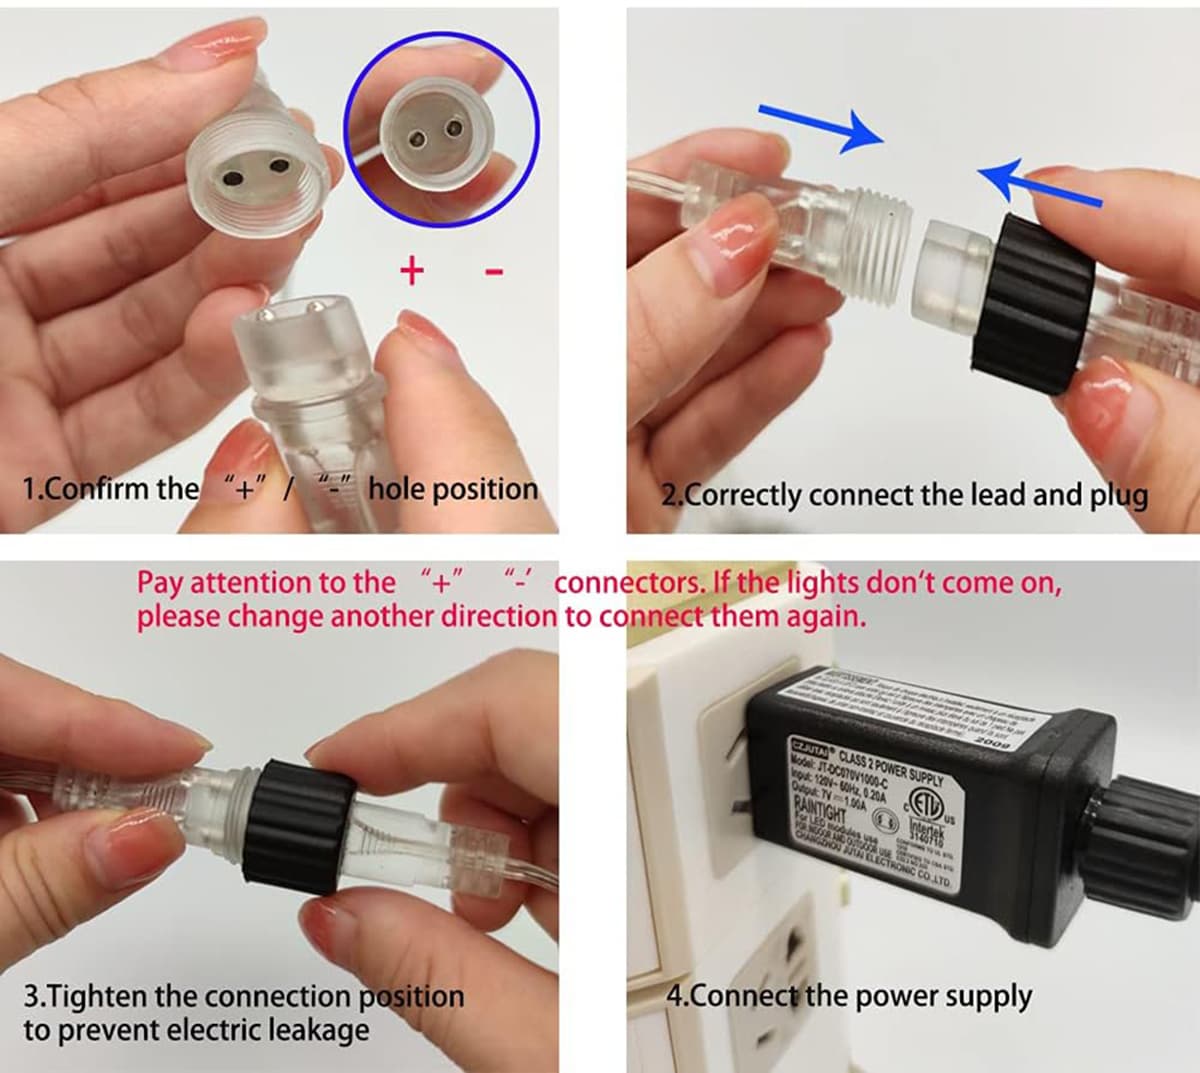 + -
1.Confirm the “+” / “-” hole position
2.Correctly connect the lead and plug
Pay attention to the “+” “-’ connectors. If the lights don't come on,
please change another direction to connect them again.
2009
CZJUTAI® CLASS 2 POWER SUPPLY
Model: JT-DC070V1000-C
Input: 120V~ 60Hz, 0.20A
Output: 7V 1.00A
RAINTIGHT
For LED modules use
FOR INDOOR AND OUTDOOR USE
CHANGZHOU JUTAI ELECTRONIC CO.,LTD.
ETL
C US
Intertek
3.Tighten the connection position
to prevent electric leakage
4.Connect the power supply